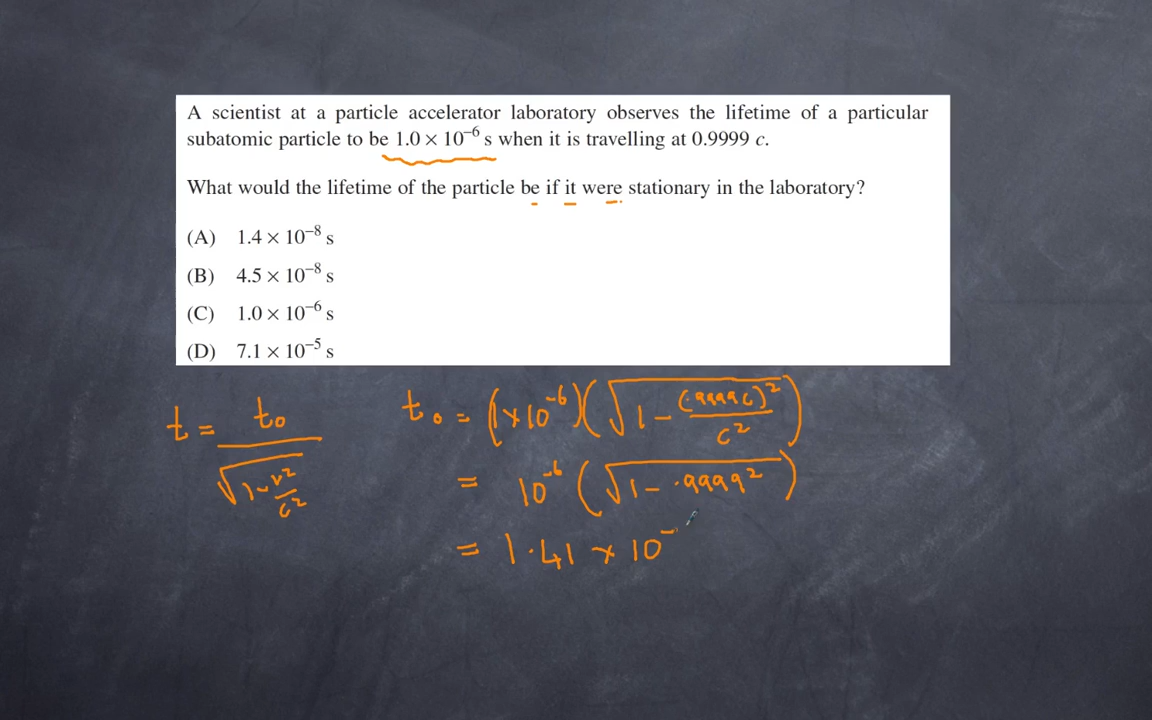 A scientist at a particle accelerator laboratory observes the lifetime of a particular
subatomic particle to be 1.0 × 10⁻⁶ s when it is travelling at 0.9999 c.
What would the lifetime of the particle be if it were stationary in the laboratory?
(A) 1.4 × 10⁻⁸ s
(B) 4.5 × 10⁻⁸ s
(C) 1.0 × 10⁻⁶ s
(D) 7.1 × 10⁻⁵ s
t = t₀ / √(1 - v²/c²)
t₀ = (1×10⁻⁶)(√(1 - (.9999c)²/c²))
= 10⁻⁶ (√(1 - .9999²))
= 1.41 × 10⁻